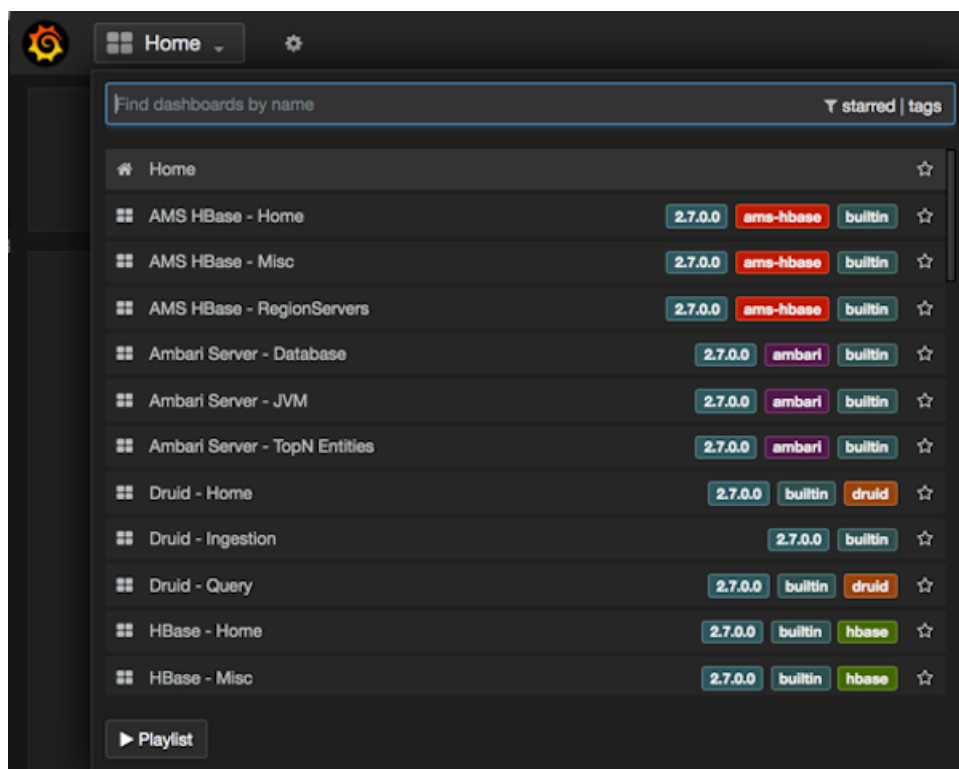 Home
Find dashboards by name starred | tags
Home
AMS HBase - Home 2.7.0.0 ams-hbase builtin
AMS HBase - Misc 2.7.0.0 ams-hbase builtin
AMS HBase - RegionServers 2.7.0.0 ams-hbase builtin
Ambari Server - Database 2.7.0.0 ambari builtin
Ambari Server - JVM 2.7.0.0 ambari builtin
Ambari Server - TopN Entities 2.7.0.0 ambari builtin
Druid - Home 2.7.0.0 builtin druid
Druid - Ingestion 2.7.0.0 builtin
Druid - Query 2.7.0.0 builtin druid
HBase - Home 2.7.0.0 builtin hbase
HBase - Misc 2.7.0.0 builtin hbase
Playlist